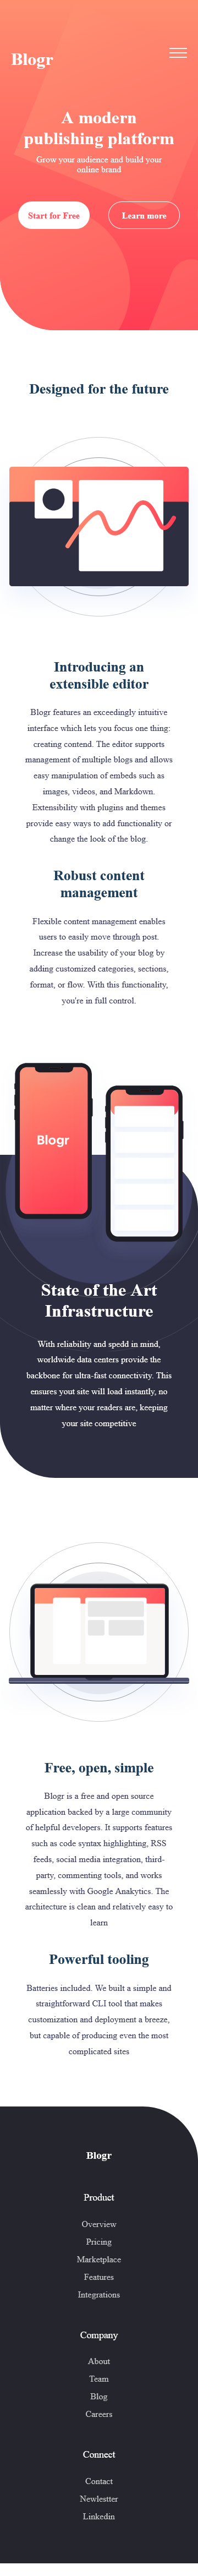 Blogr
A modern
publishing platform
Grow your audience and build your
online brand
Start for Free
Learn more
Designed for the future
Introducing an
extensible editor
Blogr features an exceedingly intuitive
interface which lets you focus one thing:
creating content. The editor supports
management of multiple blogs and allows
easy manipulation of embeds such as
images, videos, and Markdown.
Extensibility with plugins and themes
provide easy ways to add functionality or
change the look of the blog.
Robust content
management
Flexible content management enables
users to easily move through post.
Increase the usability of your blog by
adding customized categories, sections,
format, or flow. With this functionality,
you're in full control.
Blogr
State of the Art
Infrastructure
With reliability and spedd in mind,
worldwide data centers provide the
backbone for ultra-fast connectivity. This
ensures yout site will load instantly, no
matter where your readers are, keeping
your site competitive
Free, open, simple
Blogr is a free and open source
application backed by a large community
of helpful developers. It supports features
such as code syntax highlighting, RSS
feeds, social media integration, third-
party, commenting tools, and works
seamlessly with Google Anakytics. The
architecture is clean and relatively easy to
learn
Powerful tooling
Batteries included. We built a simple and
straightforward CLI tool that makes
customization and deployment a breeze,
but capable of producing even the most
complicated sites
Blogr
Product
Overview
Pricing
Marketplace
Features
Integrations
Company
About
Team
Blog
Careers
Connect
Contact
Newlestter
Linkedin